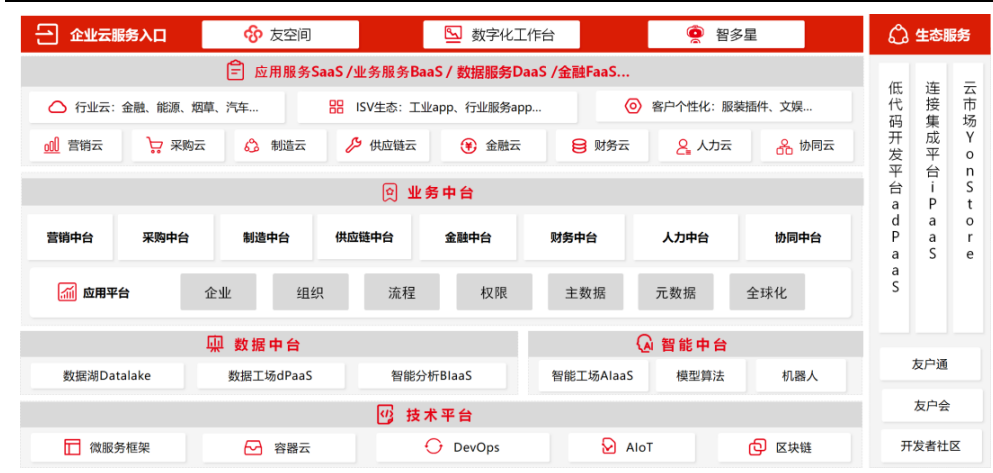 企业云服务入口
友空间
数字化工作台
智多星
应用服务SaaS /业务服务BaaS / 数据服务DaaS /金融FaaS...
行业云：金融、能源、烟草、汽车...
ISV生态：工业app、行业服务app...
客户个性化：服装插件、文娱...
营销云
采购云
制造云
供应链云
金融云
财务云
人力云
协同云
业务中台
营销中台
采购中台
制造中台
供应链中台
金融中台
财务中台
人力中台
协同中台
应用平台
企业
组织
流程
权限
主数据
元数据
全球化
数据中台
数据湖Datalake
数据工场dPaaS
智能分析BIaaS
智能中台
智能工场AIaaS
模型算法
机器人
技术平台
微服务框架
容器云
DevOps
AIoT
区块链
生态服务
低代码开发平台adPaaaS
连接集成平台iPaaS
云市场YonStore
友户通
友户会
开发者社区